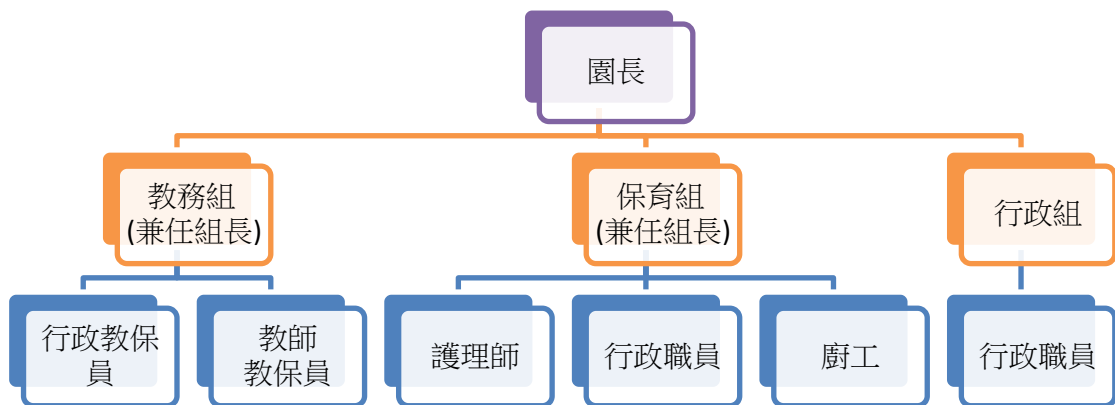 園長
教務組
(兼任組長)
保育組
(兼任組長)
行政組
行政教保
員
教師
教保員
護理師
行政職員
廚工
行政職員